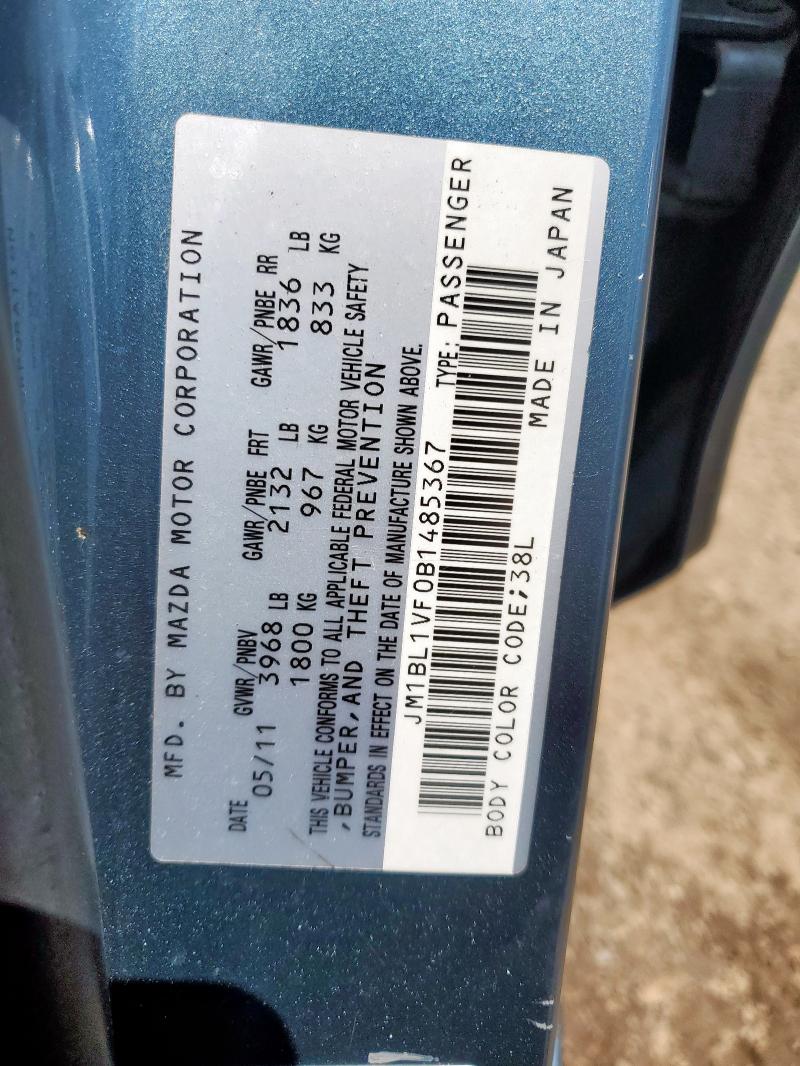 MFD. BY MAZDA MOTOR CORPORATION
DATE GVWR/PNBV GAWR/PNBE FRT GAWR/PNBE RR
05/11 3968 LB 2132 LB 1836 LB
1800 KG 967 KG 833 KG
THIS VEHICLE CONFORMS TO ALL APPLICABLE FEDERAL MOTOR VEHICLE SAFETY
,BUMPER,AND THEFT PREVENTION
STANDARDS IN EFFECT ON THE DATE OF MANUFACTURE SHOWN ABOVE.
JM1BL1VF0B1485367 TYPE: PASSENGER
BODY COLOR CODE;38L MADE IN JAPAN